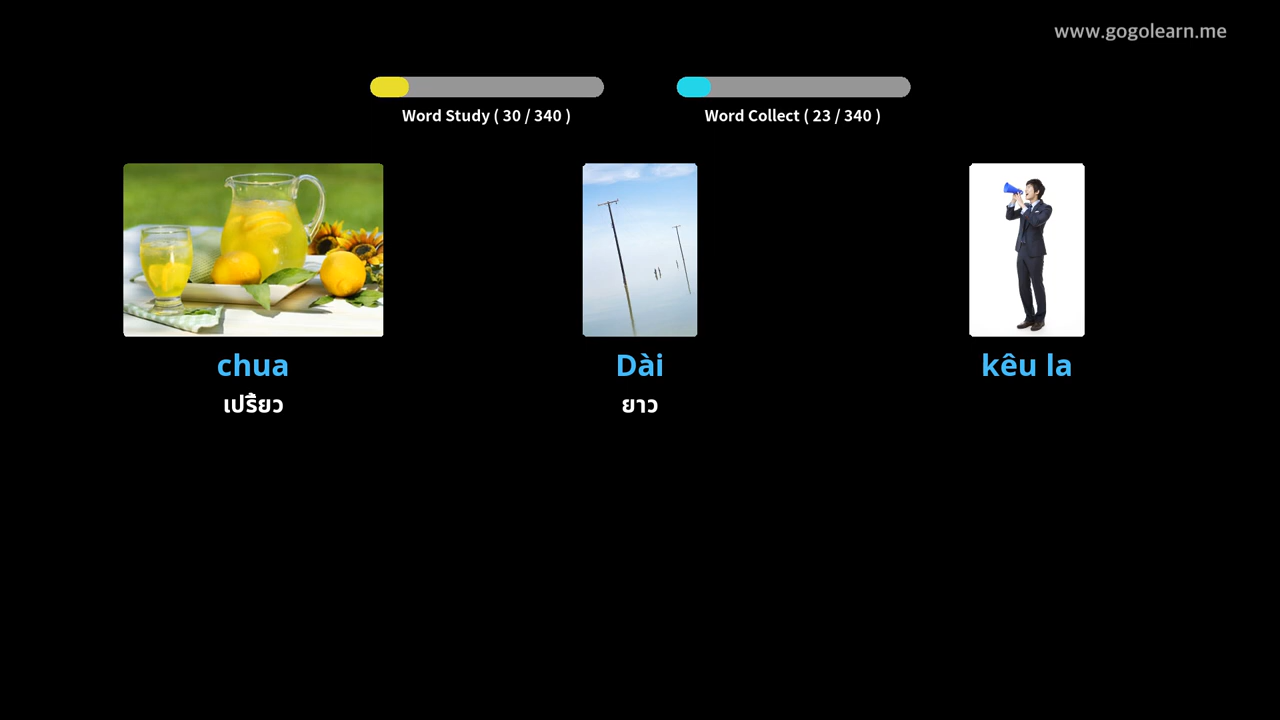 www.gogolearn.me
Word Study ( 30 / 340 )
Word Collect ( 23 / 340 )
chua
เปรี้ยว
Dài
ยาว
kêu la